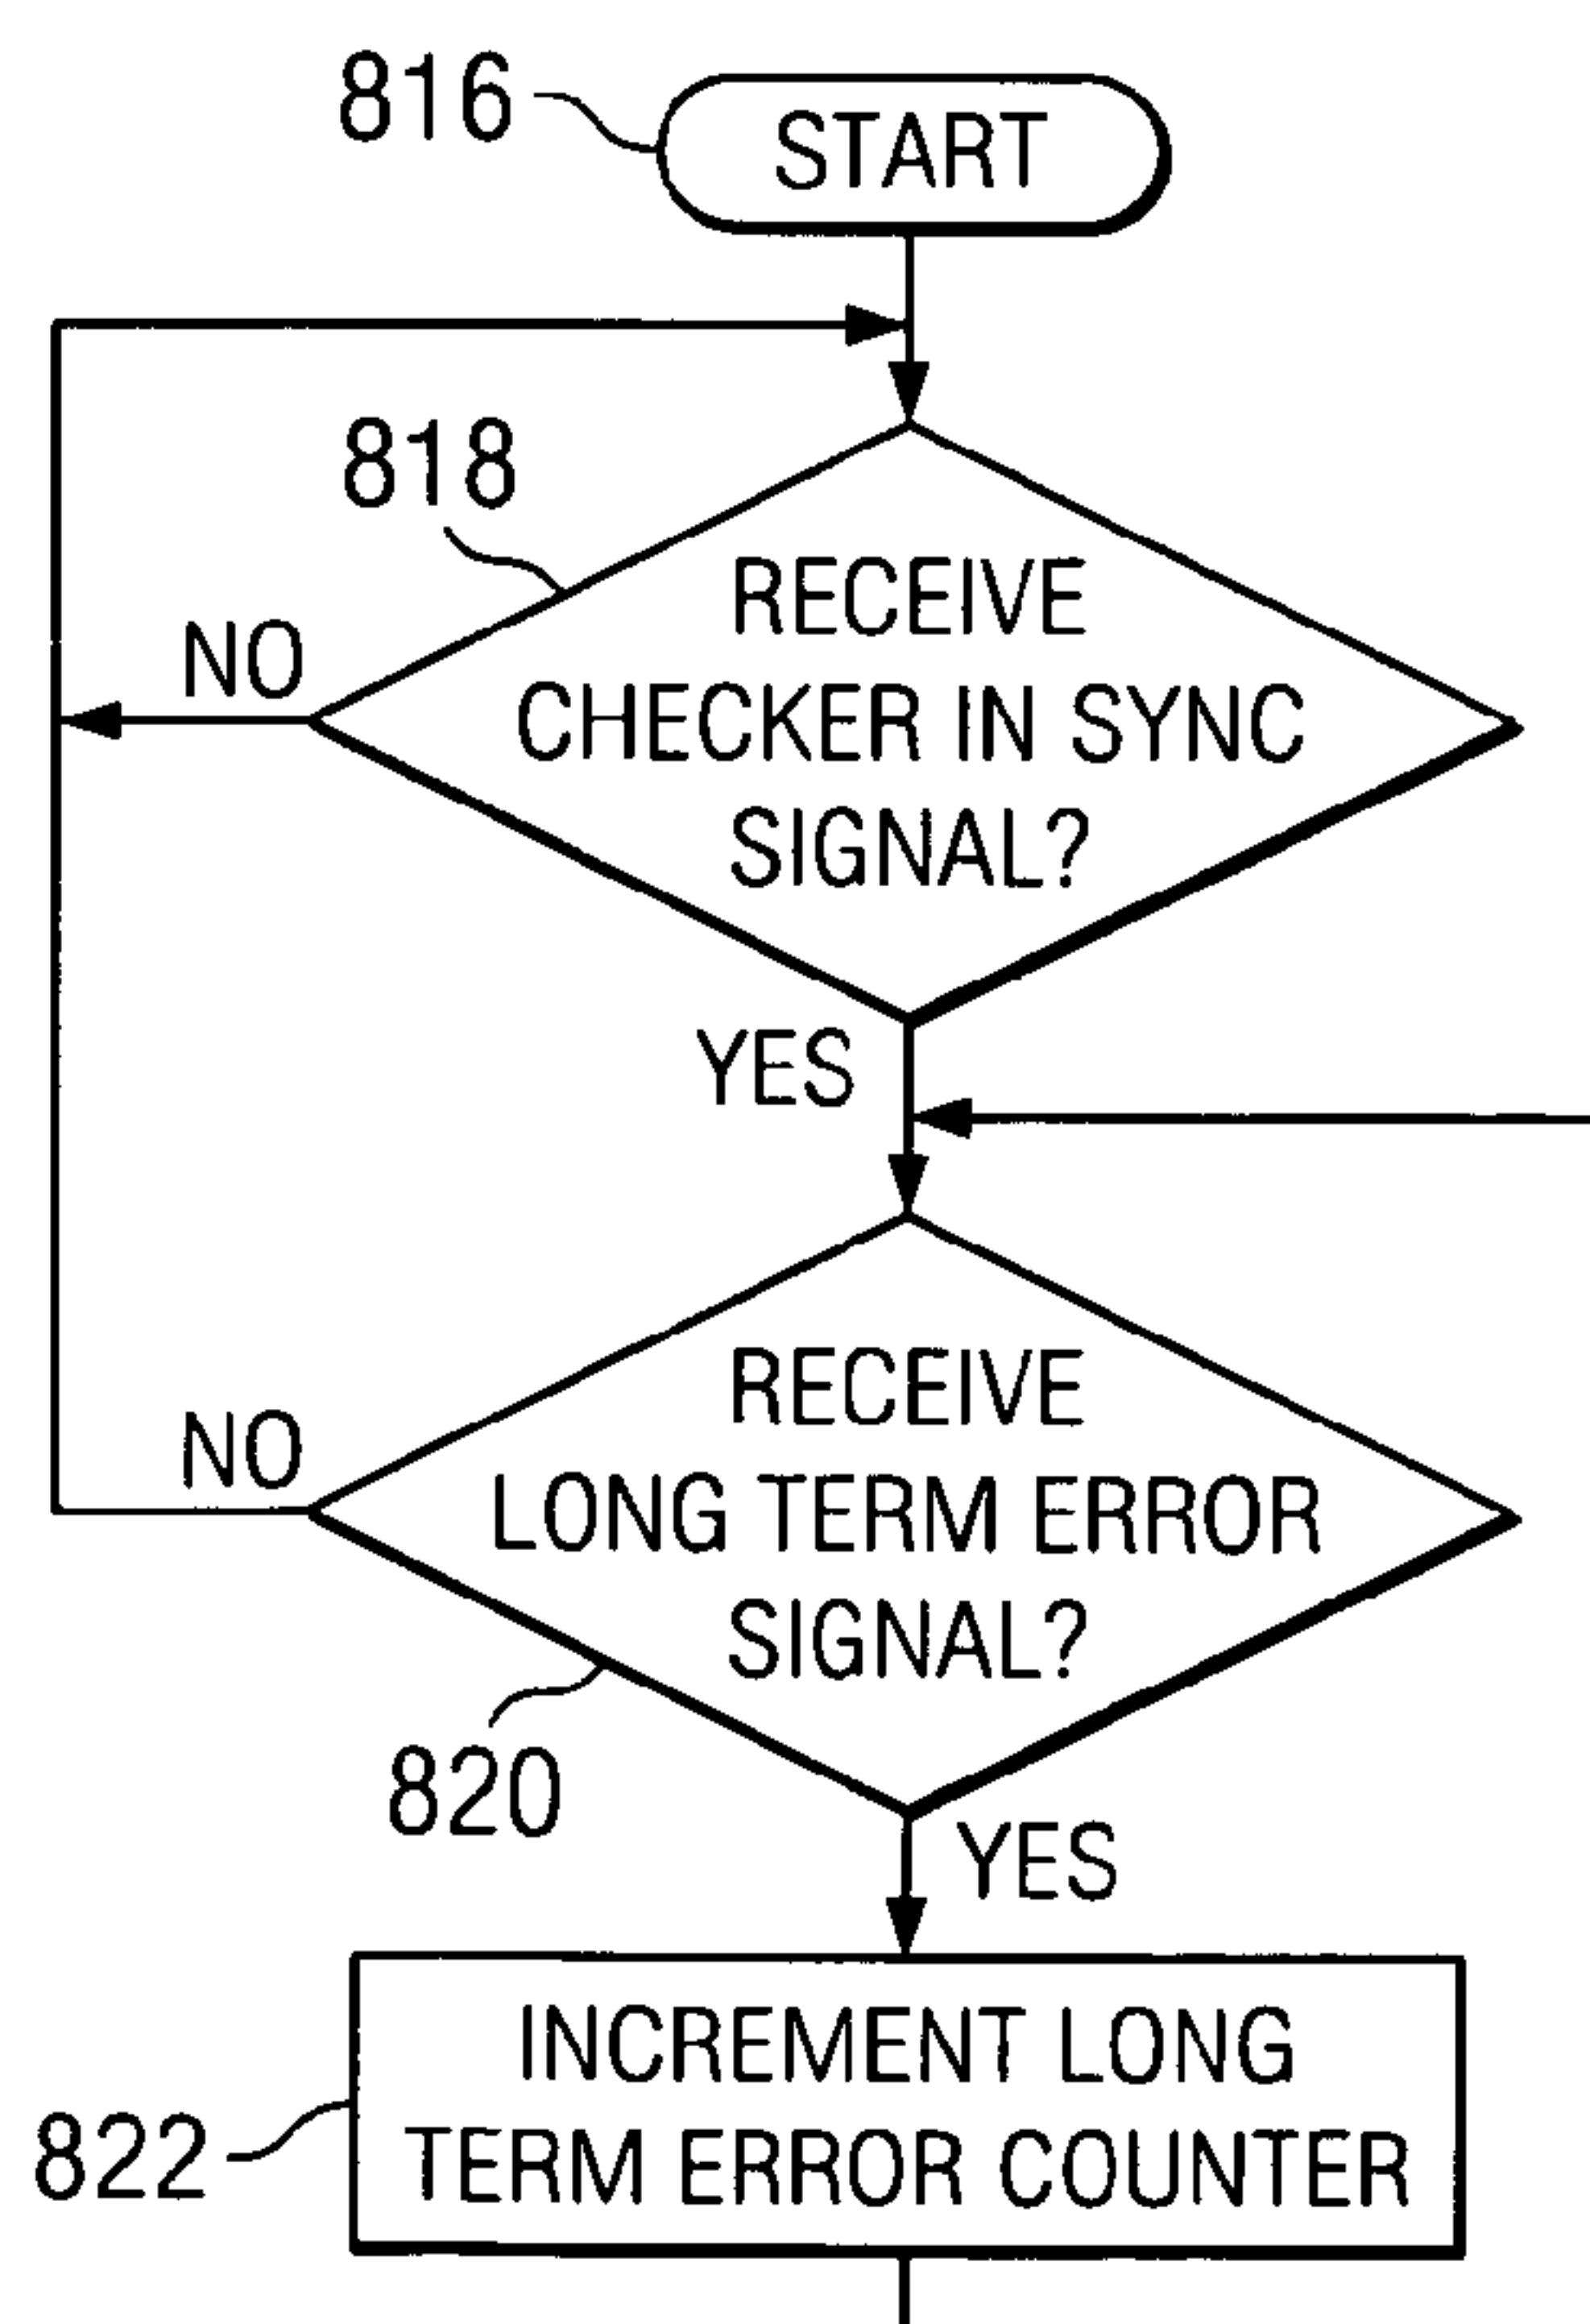 816
START
818
RECEIVE
CHECKER IN SYNC
SIGNAL?
NO
YES
RECEIVE
LONG TERM ERROR
SIGNAL?
NO
820
YES
INCREMENT LONG
TERM ERROR COUNTER
822